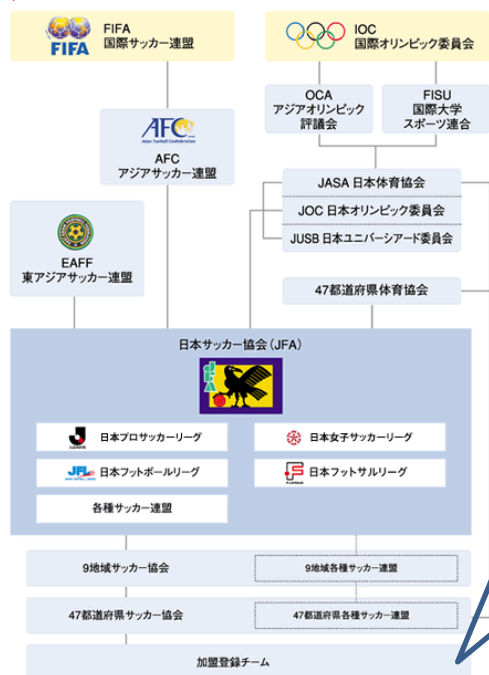 FIFA
FIFA
国際サッカー連盟
IOC
国際オリンピック委員会
OCA
アジアオリンピック
評議会
FISU
国際大学
スポーツ連合
AFC
Asian Football Confederation
AFC
アジアサッカー連盟
JASA 日本体育協会
JOC 日本オリンピック委員会
JUSB 日本ユニバーシアード委員会
EAFF
東アジアサッカー連盟
47都道府県体育協会
日本サッカー協会（JFA）
JFA
日本プロサッカーリーグ
日本女子サッカーリーグ
JFL
日本フットボールリーグ
日本フットサルリーグ
各種サッカー連盟
9地域サッカー協会
9地域各種サッカー連盟
47都道府県サッカー協会
47都道府県各種サッカー連盟
加盟登録チーム